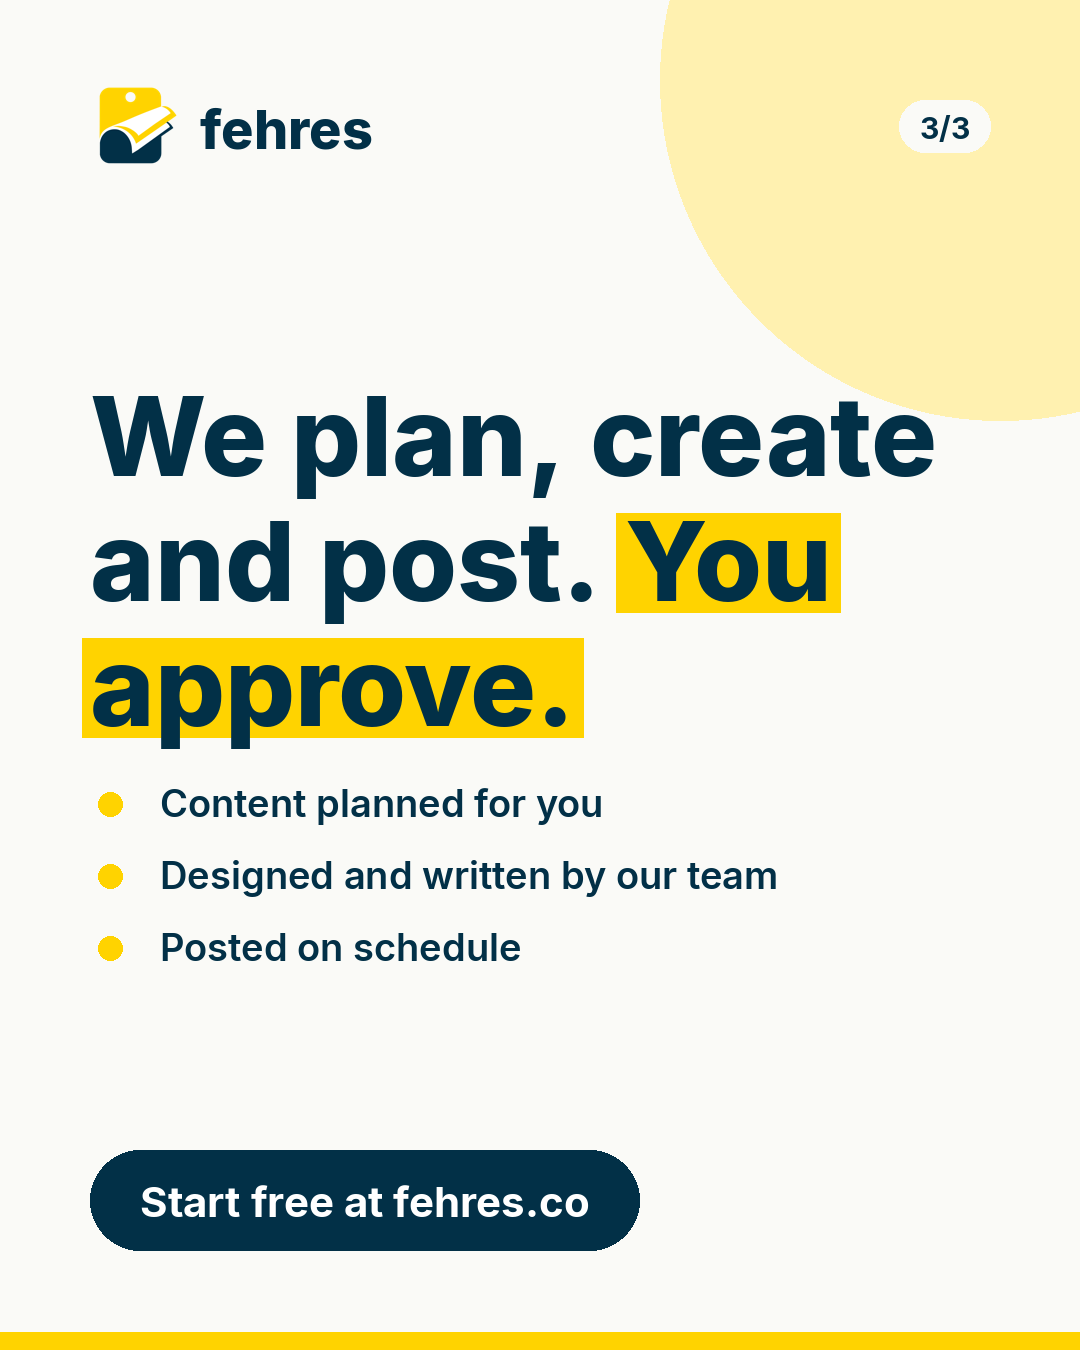 fehres
3/3
We plan, create
and post. You
approve.
Content planned for you
Designed and written by our team
Posted on schedule
Start free at fehres.co